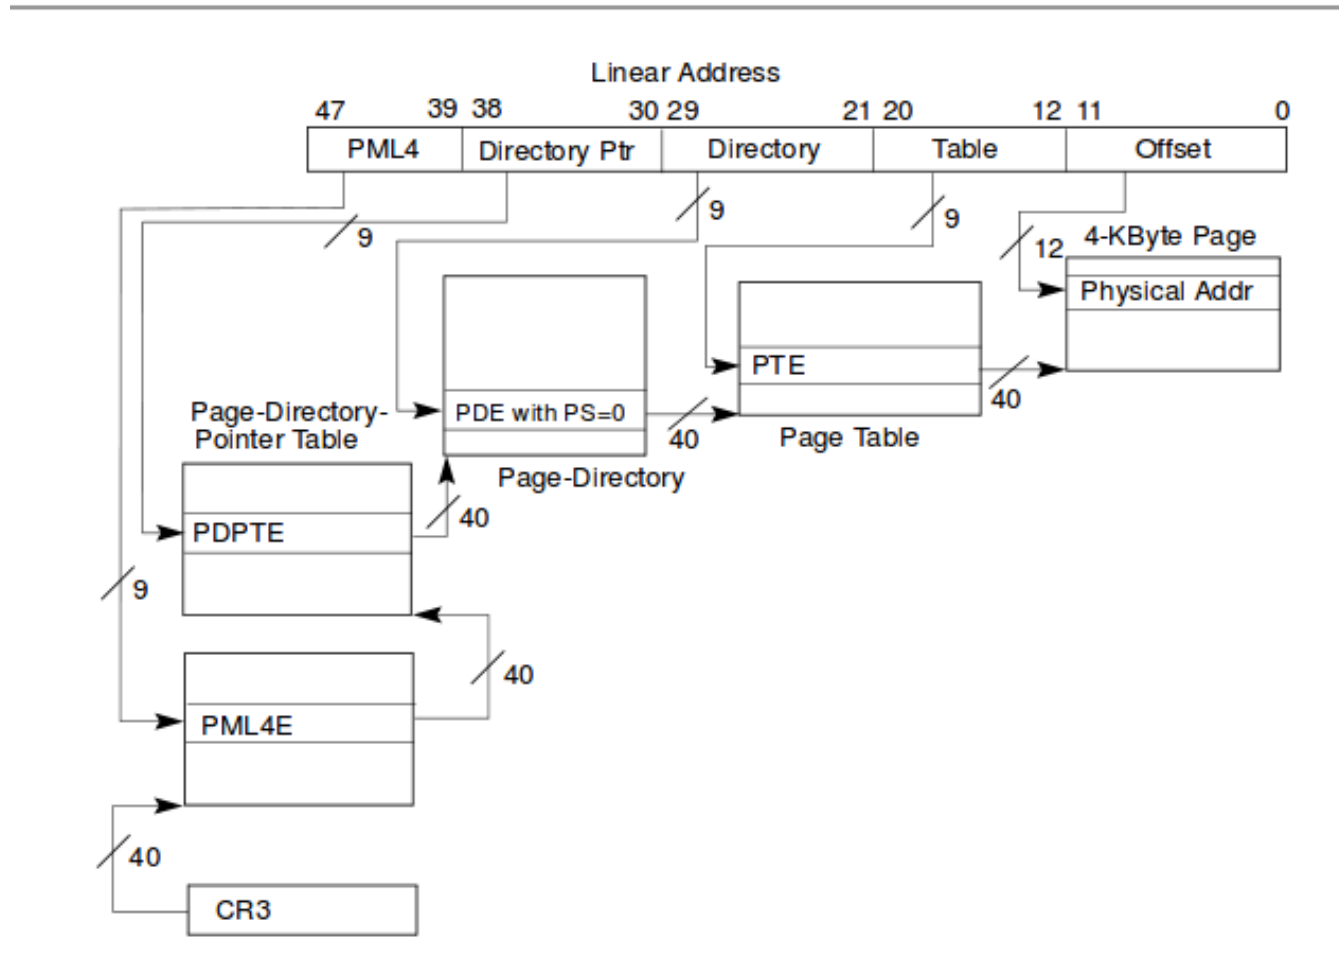 Linear Address
47 39 38 30 29 21 20 12 11 0
PML4 Directory Ptr Directory Table Offset
9
9
9
12
4-KByte Page
Physical Addr
PTE
40
Page Table
PDE with PS=0
40
Page-Directory
Page-Directory-
Pointer Table
PDPTE
40
9
40
PML4E
40
CR3